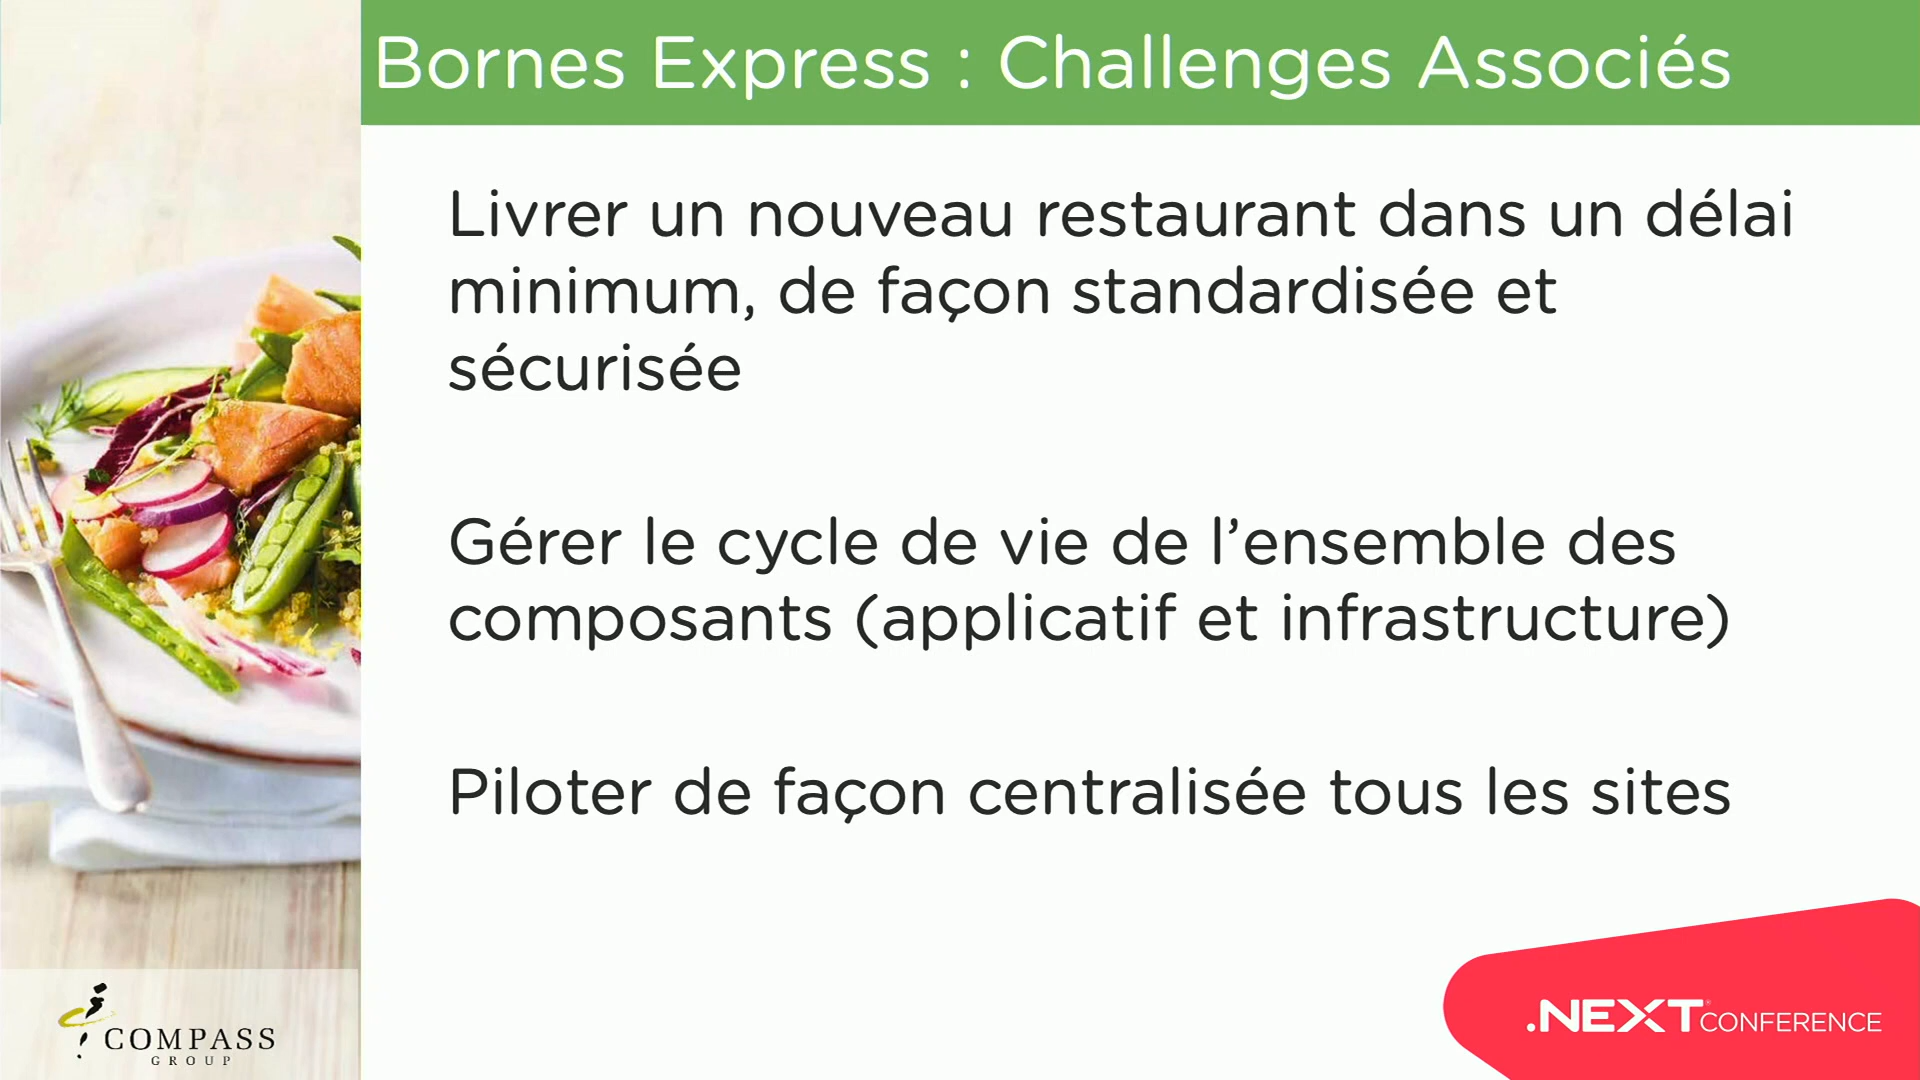 Bornes Express : Challenges Associés
Livrer un nouveau restaurant dans un délai
minimum, de façon standardisée et
sécurisée
Gérer le cycle de vie de l’ensemble des
composants (applicatif et infrastructure)
Piloter de façon centralisée tous les sites
COMPASS
GROUP
.NEXT® CONFERENCE